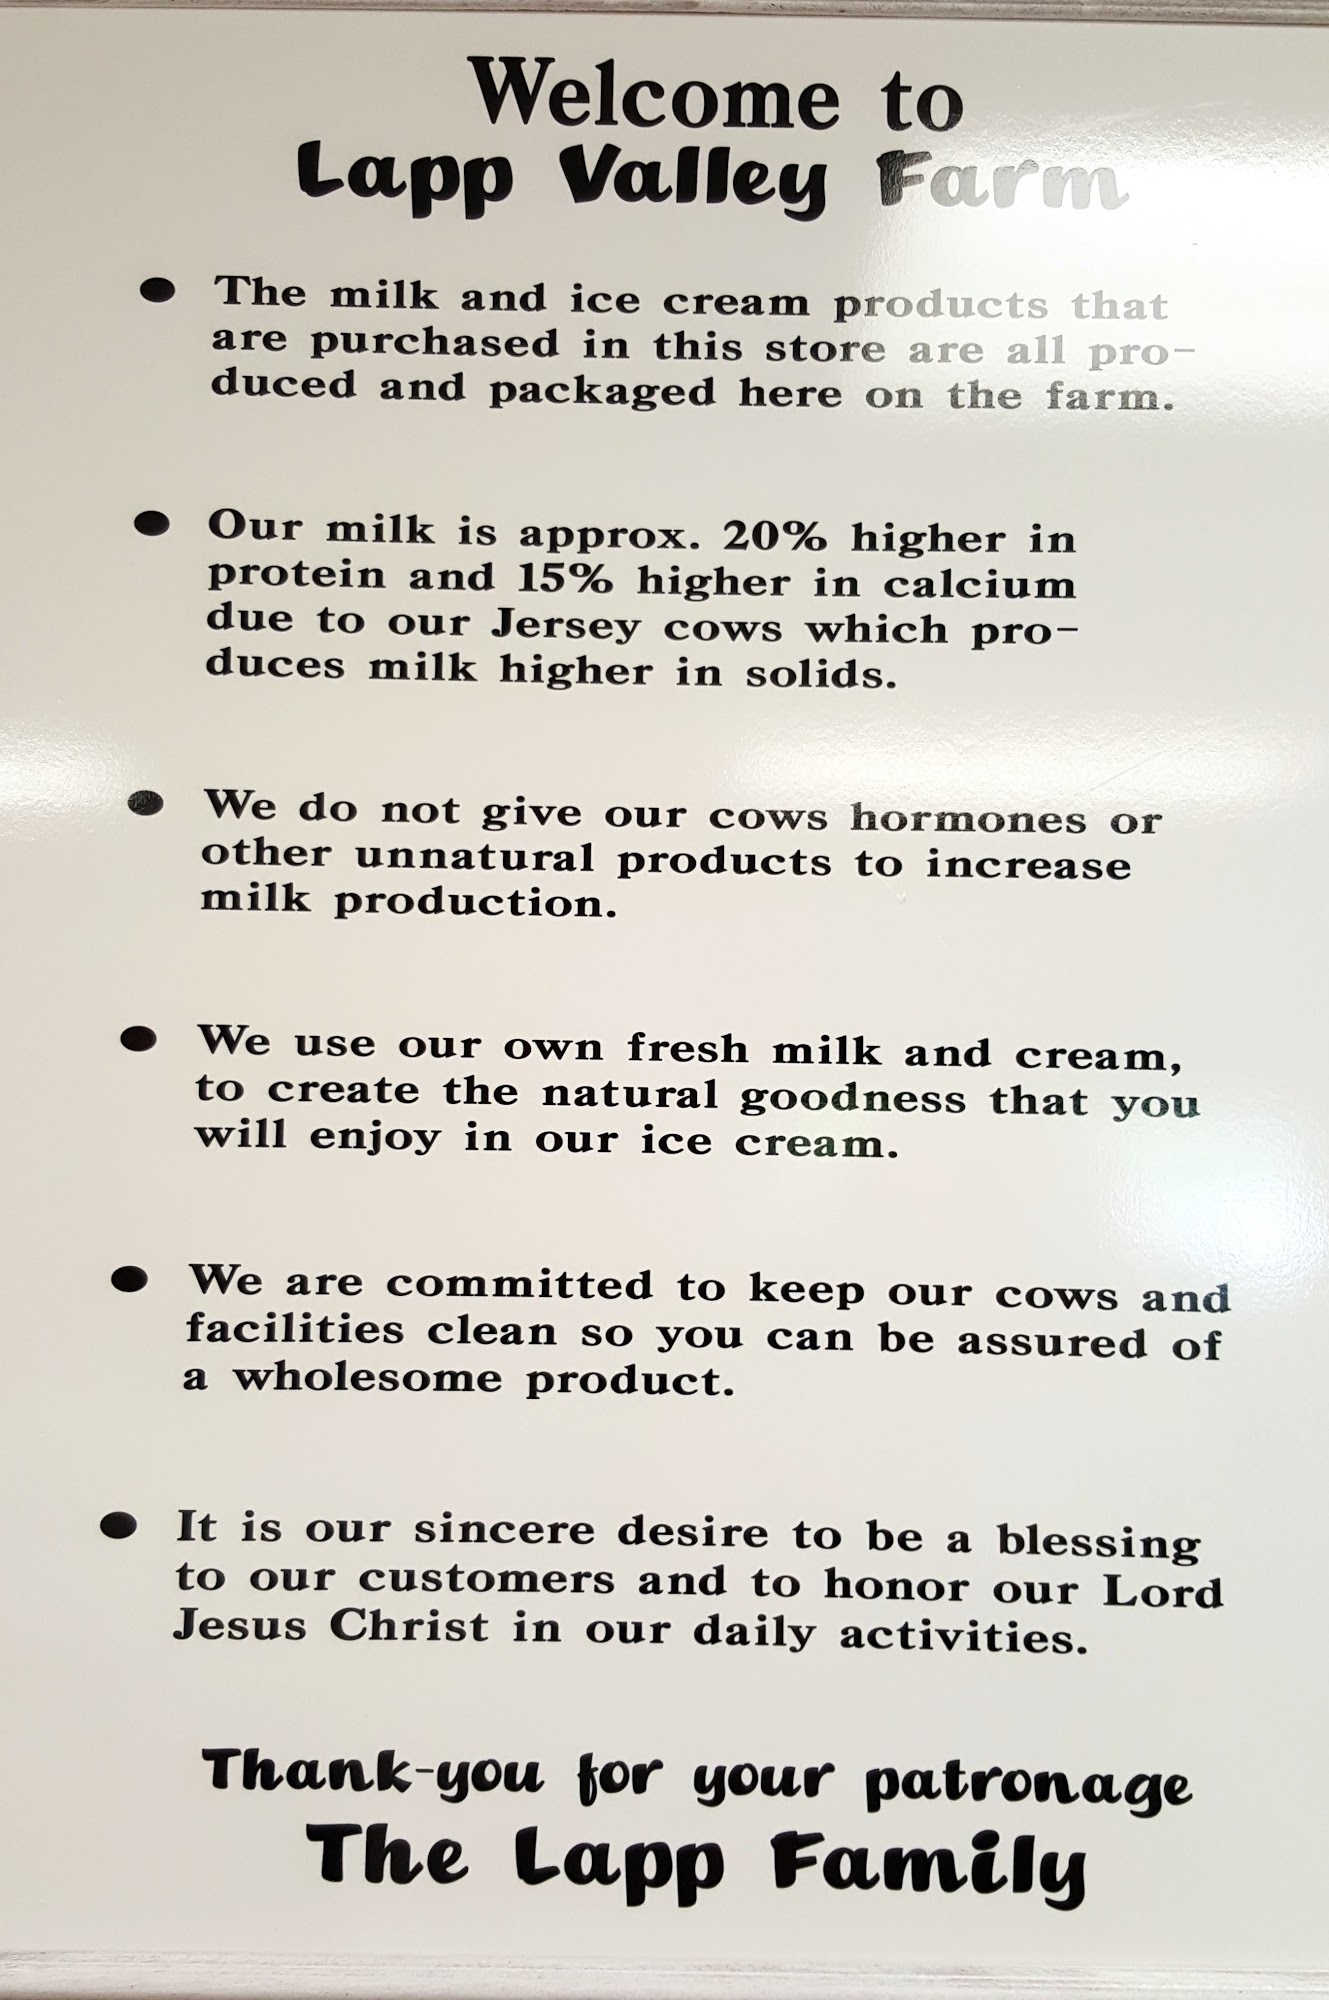 Welcome to
Lapp Valley Farm
● The milk and ice cream products that
are purchased in this store are all pro-
duced and packaged here on the farm.
● Our milk is approx. 20% higher in
protein and 15% higher in calcium
due to our Jersey cows which pro-
duces milk higher in solids.
● We do not give our cows hormones or
other unnatural products to increase
milk production.
● We use our own fresh milk and cream,
to create the natural goodness that you
will enjoy in our ice cream.
● We are committed to keep our cows and
facilities clean so you can be assured of
a wholesome product.
● It is our sincere desire to be a blessing
to our customers and to honor our Lord
Jesus Christ in our daily activities.
Thank-you for your patronage
The Lapp Family